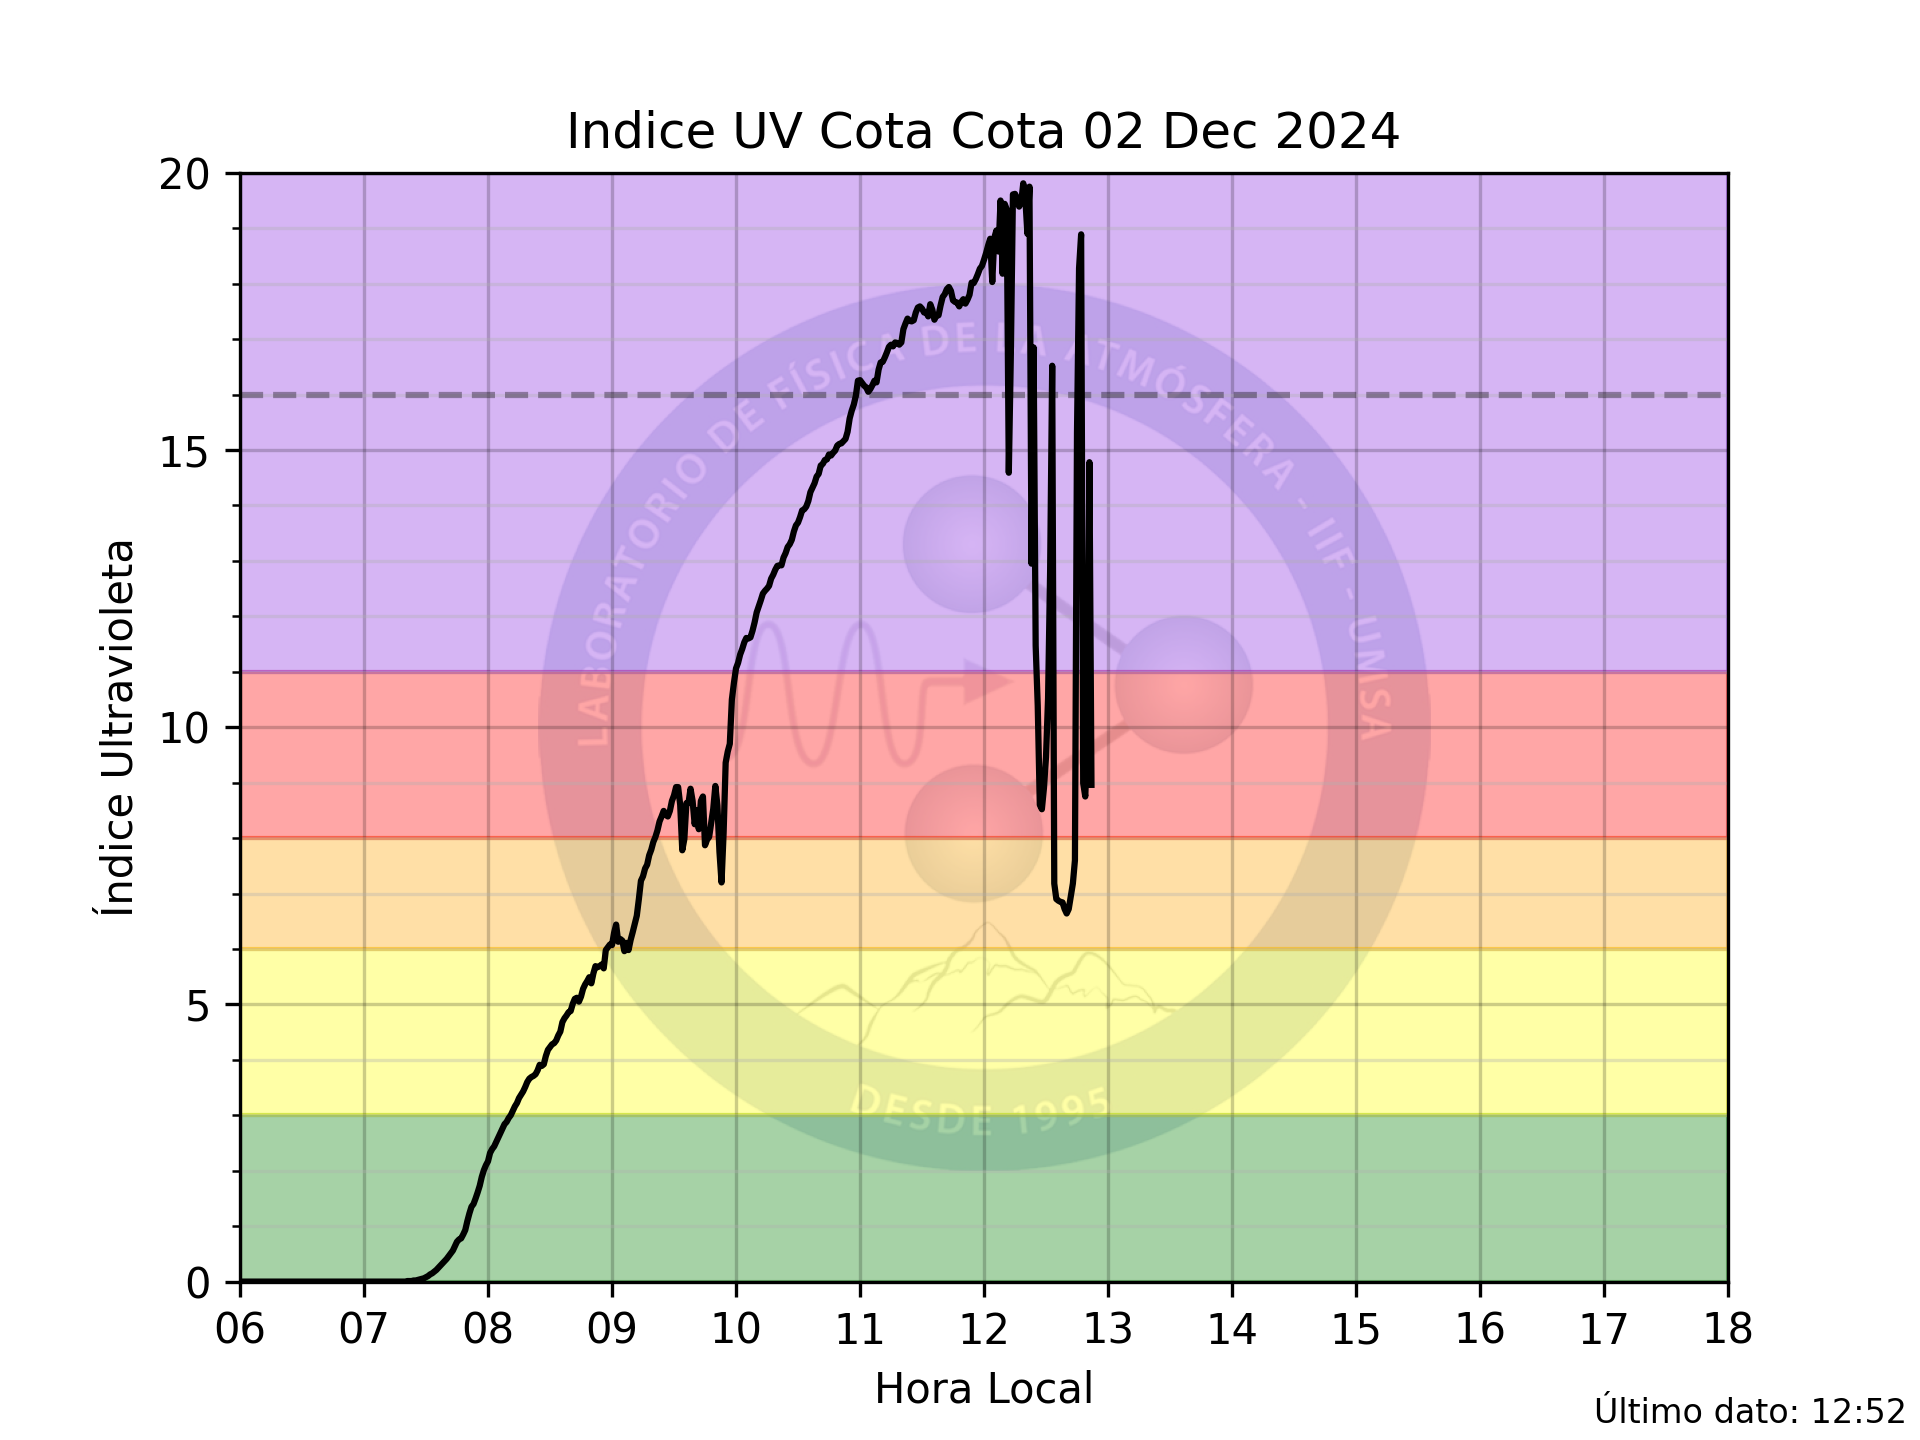 Indice UV Cota Cota 02 Dec 2024
20
15
10
5
0
Índice Ultravioleta
LABORATORIO DE FÍSICA DE LA ATMÓSFERA - IIF - UMSA
DESDE 1995
06 07 08 09 10 11 12 13 14 15 16 17 18
Hora Local
Último dato: 12:52